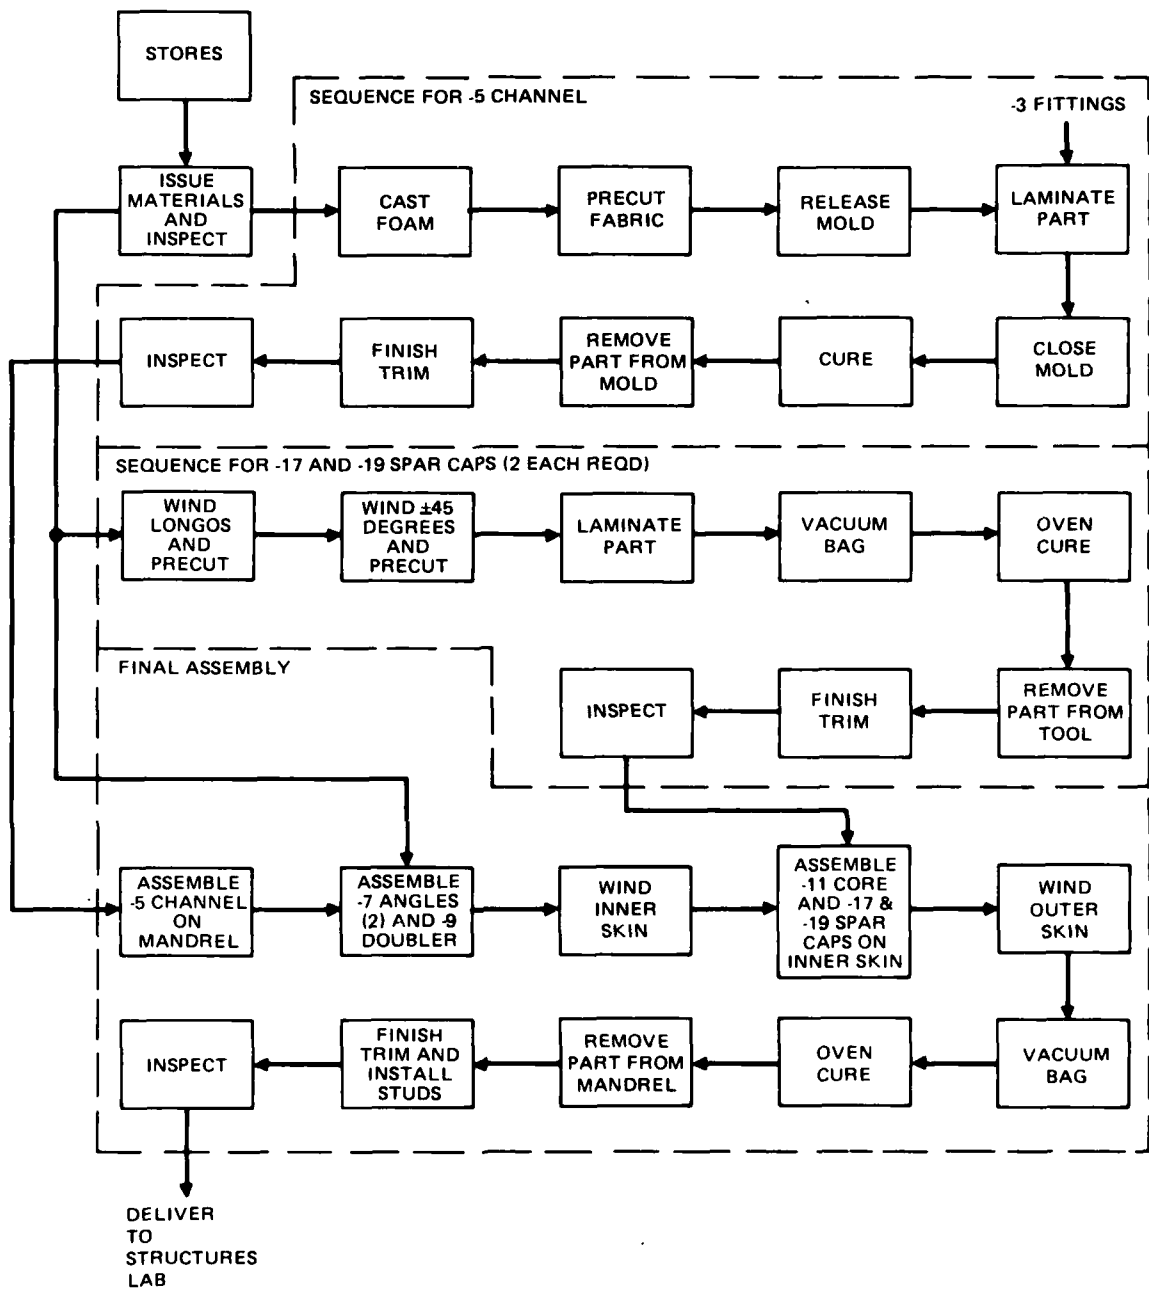 STORES
SEQUENCE FOR -5 CHANNEL
-3 FITTINGS
ISSUE
MATERIALS
AND
INSPECT
CAST
FOAM
PRECUT
FABRIC
RELEASE
MOLD
LAMINATE
PART
INSPECT
FINISH
TRIM
REMOVE
PART FROM
MOLD
CURE
CLOSE
MOLD
SEQUENCE FOR -17 AND -19 SPAR CAPS (2 EACH REQD)
WIND
LONGOS
AND
PRECUT
WIND ±45
DEGREES
AND
PRECUT
LAMINATE
PART
VACUUM
BAG
OVEN
CURE
FINAL ASSEMBLY
INSPECT
FINISH
TRIM
REMOVE
PART FROM
TOOL
ASSEMBLE
-5 CHANNEL
ON
MANDREL
ASSEMBLE
-7 ANGLES
(2) AND -9
DOUBLER
WIND
INNER
SKIN
ASSEMBLE
-11 CORE
AND -17 &
-19 SPAR
CAPS ON
INNER SKIN
WIND
OUTER
SKIN
INSPECT
FINISH
TRIM AND
INSTALL
STUDS
REMOVE
PART FROM
MANDREL
OVEN
CURE
VACUUM
BAG
DELIVER
TO
STRUCTURES
LAB